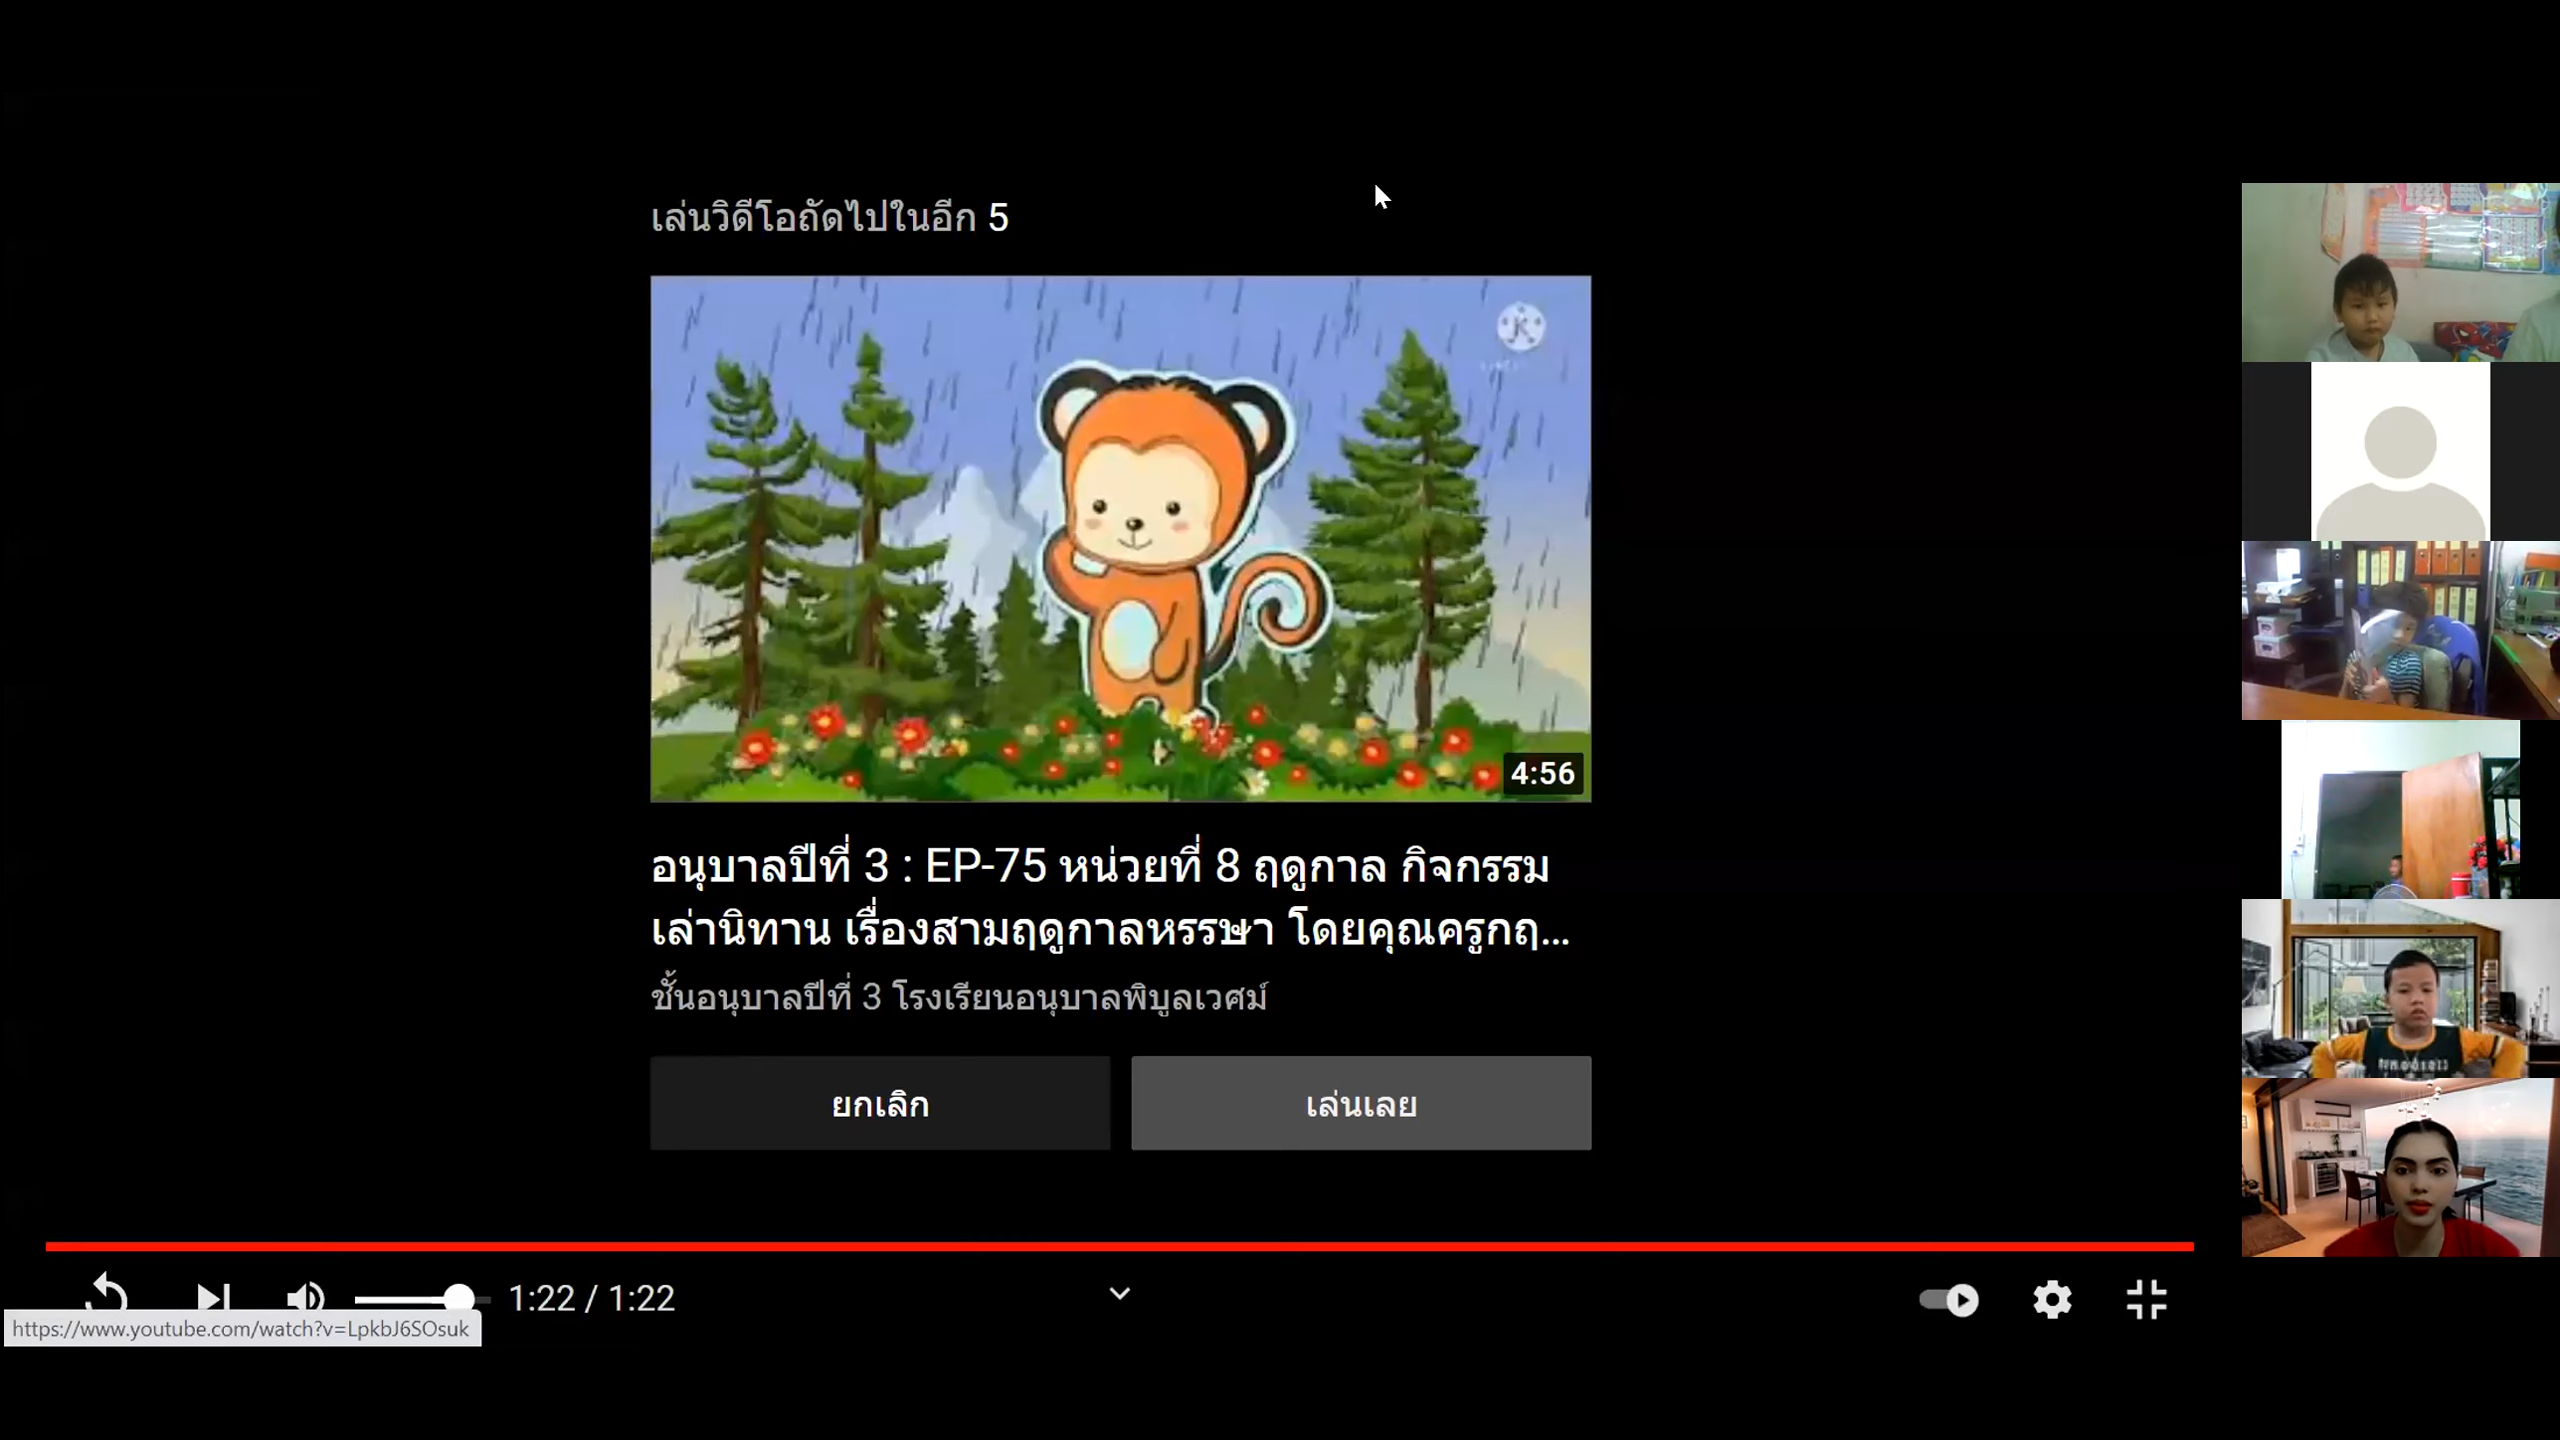 เล่นวิดีโอถัดไปในอีก 5
4:56
อนุบาลปีที่ 3 : EP-75 หน่วยที่ 8 ฤดูกาล กิจกรรม
เล่านิทาน เรื่องสามฤดูกาลหรรษา โดยคุณครูกฤ...
ชั้นอนุบาลปีที่ 3 โรงเรียนอนุบาลพิบูลเวศม์
ยกเลิก
เล่นเลย
1:22 / 1:22
https://www.youtube.com/watch?v=LpkbJ6SOsuk